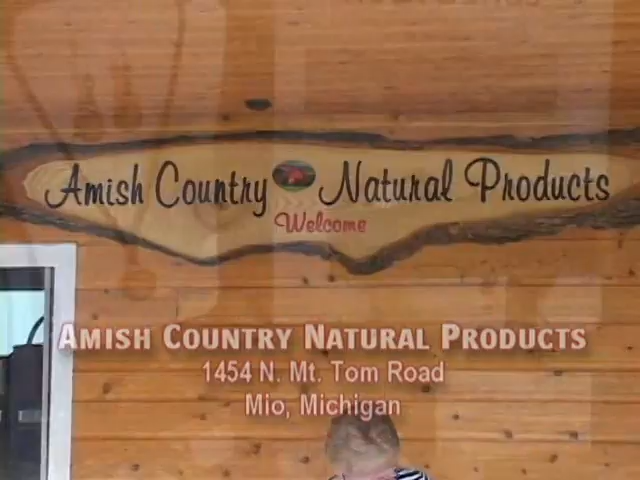 Amish Country Natural Products
Welcome
AMISH COUNTRY NATURAL PRODUCTS
1454 N. Mt. Tom Road
Mio, Michigan